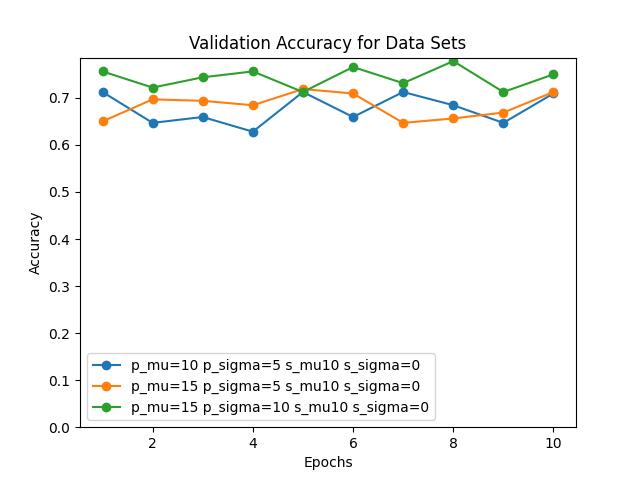 Validation Accuracy for Data Sets
Accuracy
0.7
0.6
0.5
0.4
0.3
0.2
0.1
0.0
p_mu=10 p_sigma=5 s_mu10 s_sigma=0
p_mu=15 p_sigma=5 s_mu10 s_sigma=0
p_mu=15 p_sigma=10 s_mu10 s_sigma=0
2 4 6 8 10
Epochs